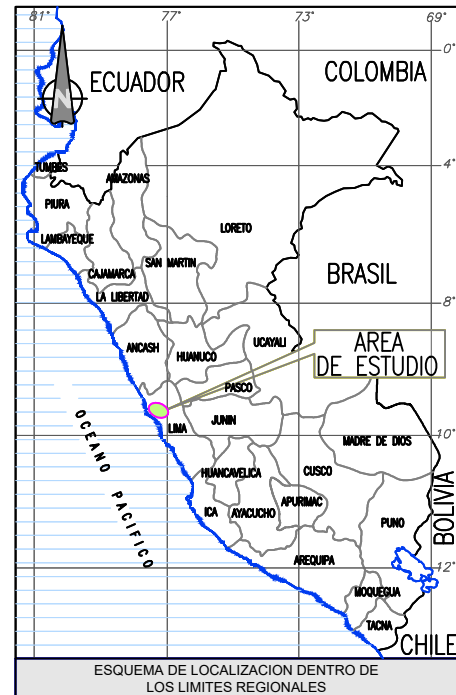 81°
77°
73°
69°
N
ECUADOR
COLOMBIA
0°
TUMBES
AMAZONAS
4°
PIURA
LORETO
LAMBAYEQUE
CAJAMARCA
SAN MARTIN
BRASIL
LA LIBERTAD
8°
ANCASH
HUANUCO
UCAYALI
AREA
DE ESTUDIO
PASCO
LIMA
JUNIN
10°
MADRE DE DIOS
OCEANO PACIFICO
HUANCAVELICA
CUSCO
ICA
AYACUCHO
APURIMAC
PUNO
BOLIVIA
AREQUIPA
12°
MOQUEGUA
TACNA
CHILE
ESQUEMA DE LOCALIZACION DENTRO DE
LOS LIMITES REGIONALES